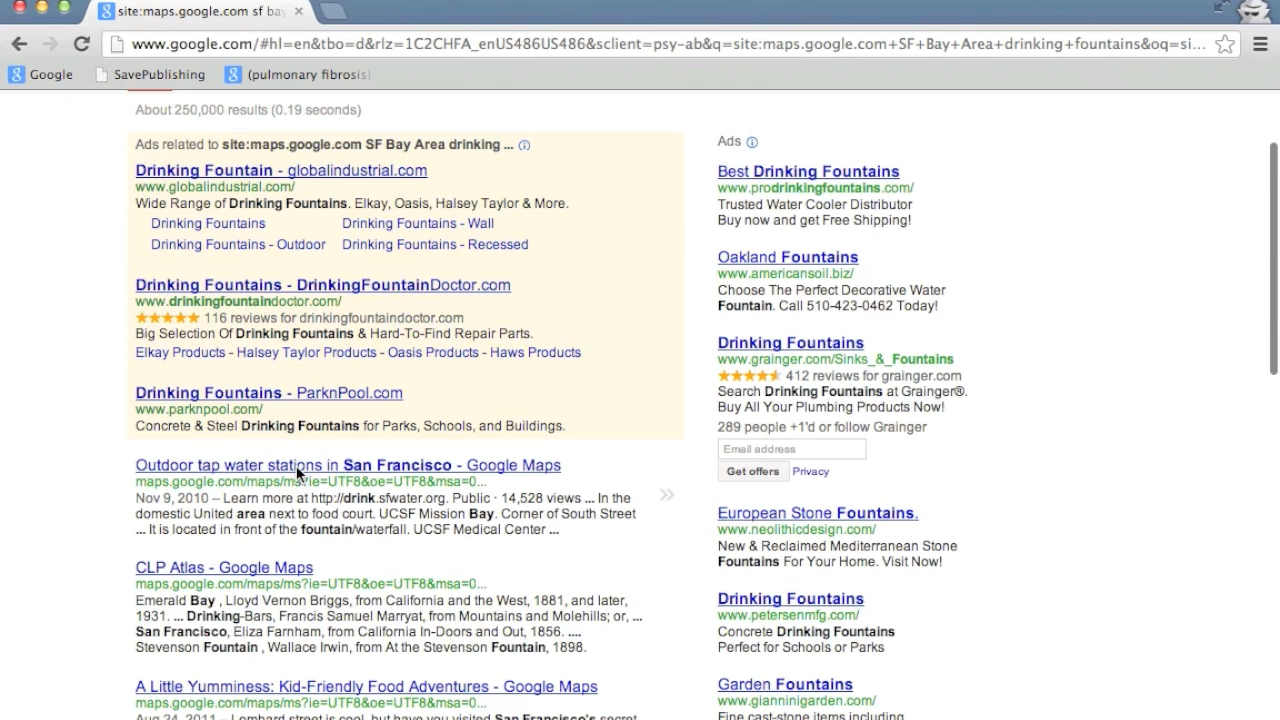 site:maps.google.com sf bay
www.google.com/#hl=en&tbo=d&rlz=1C2CHFA_enUS486US486&sclient=psy-ab&q=site:maps.google.com+SF+Bay+Area+drinking+fountains&oq=si...
Google
SavePublishing
(pulmonary fibrosis)
About 250,000 results (0.19 seconds)
Ads related to site:maps.google.com SF Bay Area drinking ...
Drinking Fountain - globalindustrial.com
www.globalindustrial.com/
Wide Range of Drinking Fountains. Elkay, Oasis, Halsey Taylor & More.
Drinking Fountains
Drinking Fountains - Wall
Drinking Fountains - Outdoor
Drinking Fountains - Recessed
Drinking Fountains - DrinkingFountainDoctor.com
www.drinkingfountaindoctor.com/
116 reviews for drinkingfountaindoctor.com
Big Selection Of Drinking Fountains & Hard-To-Find Repair Parts.
Elkay Products - Halsey Taylor Products - Oasis Products - Haws Products
Drinking Fountains - ParknPool.com
www.parknpool.com/
Concrete & Steel Drinking Fountains for Parks, Schools, and Buildings.
Outdoor tap water stations in San Francisco - Google Maps
maps.google.com/maps/ms?ie=UTF8&oe=UTF8&msa=0...
Nov 9, 2010 – Learn more at http://drink.sfwater.org. Public · 14,528 views ... In the
domestic United area next to food court. UCSF Mission Bay. Corner of South Street
... It is located in front of the fountain/waterfall. UCSF Medical Center ...
CLP Atlas - Google Maps
maps.google.com/maps/ms?ie=UTF8&oe=UTF8&msa=0...
Emerald Bay , Lloyd Vernon Briggs, from California and the West, 1881, and later,
1931. ... Drinking-Bars, Francis Samuel Marryat, from Mountains and Molehills; or, ...
San Francisco, Eliza Farnham, from California In-Doors and Out, 1856. ....
Stevenson Fountain , Wallace Irwin, from At the Stevenson Fountain, 1898.
A Little Yumminess: Kid-Friendly Food Adventures - Google Maps
maps.google.com/maps/ms?ie=UTF8&oe=UTF8&msa=0...
Aug 24, 2011 – Lombard street is cool, but have you visited San Francisco's secret
Ads
Best Drinking Fountains
www.prodrinkingfountains.com/
Trusted Water Cooler Distributor
Buy now and get Free Shipping!
Oakland Fountains
www.americansoil.biz/
Choose The Perfect Decorative Water
Fountain. Call 510-423-0462 Today!
Drinking Fountains
www.grainger.com/Sinks_&_Fountains
412 reviews for grainger.com
Search Drinking Fountains at Grainger®.
Buy All Your Plumbing Products Now!
289 people +1'd or follow Grainger
Email address
Get offers
Privacy
European Stone Fountains.
www.neolithicdesign.com/
New & Reclaimed Mediterranean Stone
Fountains For Your Home. Visit Now!
Drinking Fountains
www.petersenmfg.com/
Concrete Drinking Fountains
Perfect for Schools or Parks
Garden Fountains
www.gianninigarden.com/
Fine cast-stone items including